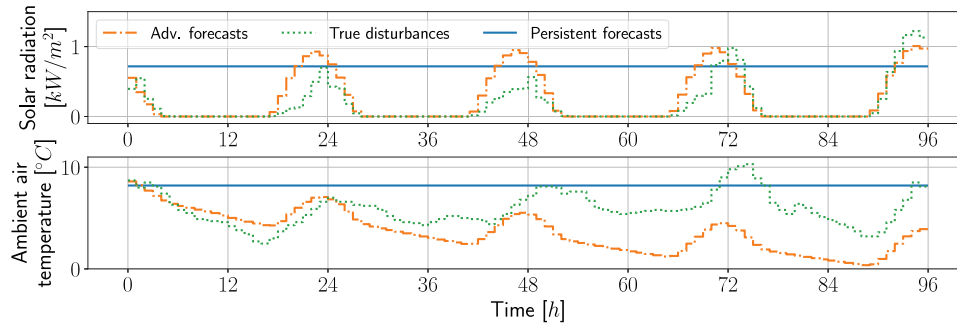 Solar radiation
[kW/m²]
Adv. forecasts
True disturbances
Persistent forecasts
1
0
0 12 24 36 48 60 72 84 96
Ambient air
temperature [°C]
10
0
0 12 24 36 48 60 72 84 96
Time [h]